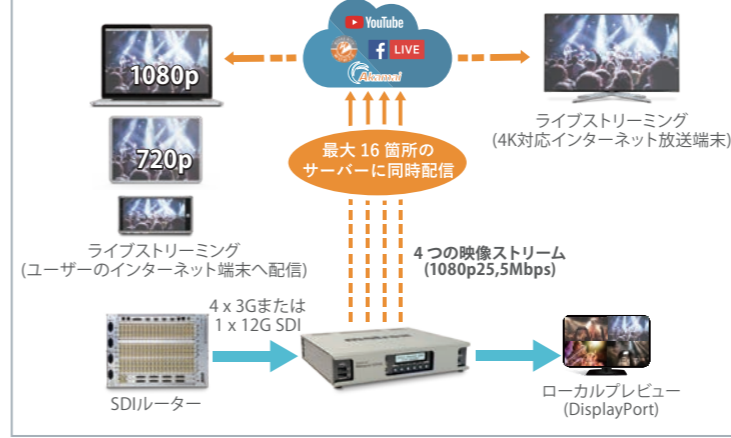 YouTube
LIVE
Akamai
1080p
720p
ライブストリーミング
(4K対応インターネット放送端末)
最大 16 箇所の
サーバーに同時配信
ライブストリーミング
(ユーザーのインターネット端末へ配信)
4 つの映像ストリーム
(1080p25,5Mbps)
4 x 3Gまたは
1 x 12G SDI
SDIルーター
ローカルプレビュー
(DisplayPort)